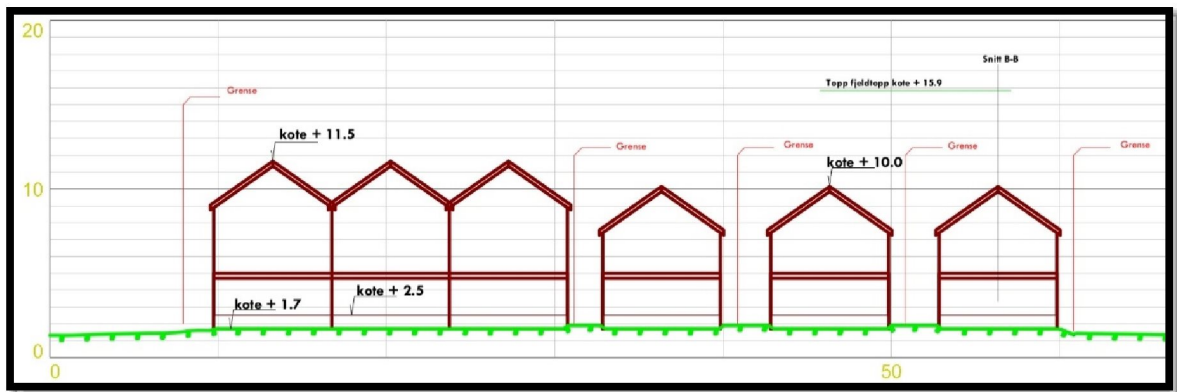 20
Snitt B-B
Topp fjeldtopp kote + 15.9
Grense
kote + 11.5
Grense
Grense
Grense
Grense
kote + 10.0
10
kote + 2.5
kote + 1.7
0
0
50